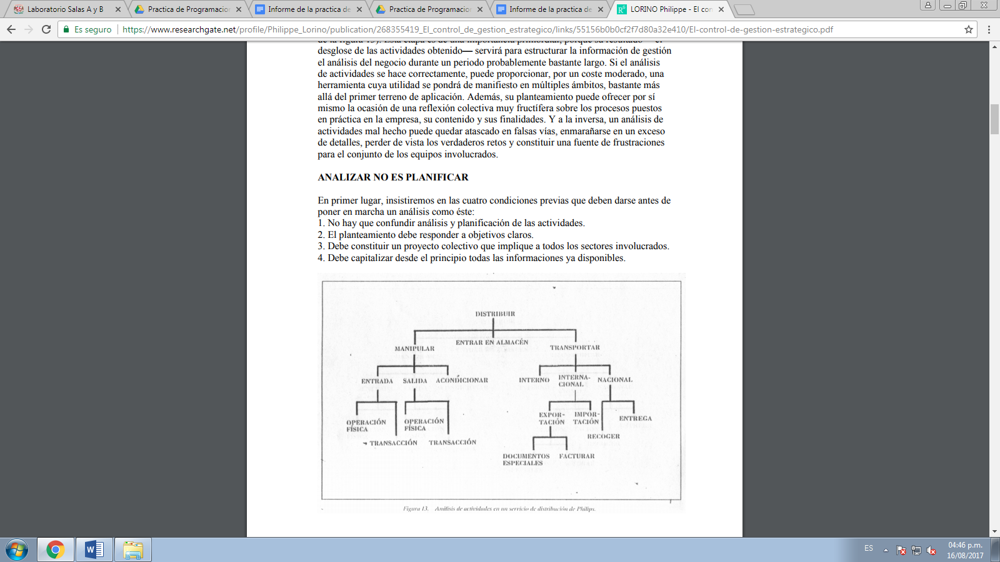 Laboratorio Salas A y B
Practica de Programacion
Informe de la practica de
Practica de Programacion
Informe de la practica de
LORINO Philippe - El con
Es seguro
https://www.researchgate.net/profile/Philippe_Lorino/publication/268355419_El_control_de_gestion_estrategico/links/55156b0b0cf2f7d80a32e410/El-control-de-gestion-estrategico.pdf
de la figura 13). Esta etapa es de una importancia primordial, porque su resultado — el
desglose de las actividades obtenido— servirá para estructurar la información de gestión
el análisis del negocio durante un periodo probablemente bastante largo. Si el análisis
de actividades se hace correctamente, puede proporcionar, por un coste moderado, una
herramienta cuya utilidad se pondrá de manifiesto en múltiples ámbitos, bastante más
allá del primer terreno de aplicación. Además, su planteamiento puede ofrecer por sí
mismo la ocasión de una reflexión colectiva muy fructífera sobre los procesos puestos
en práctica en la empresa, su contenido y sus finalidades. Y a la inversa, un análisis de
actividades mal hecho puede quedar atascado en falsas vías, enmarañarse en un exceso
de detalles, perder de vista los verdaderos retos y constituir una fuente de frustraciones
para el conjunto de los equipos involucrados.
ANALIZAR NO ES PLANIFICAR
En primer lugar, insistiremos en las cuatro condiciones previas que deben darse antes de
poner en marcha un análisis como éste:
1. No hay que confundir análisis y planificación de las actividades.
2. El planteamiento debe responder a objetivos claros.
3. Debe constituir un proyecto colectivo que implique a todos los sectores involucrados.
4. Debe capitalizar desde el principio todas las informaciones ya disponibles.
DISTRIBUIR
MANIPULAR
ENTRAR EN ALMACÉN
TRANSPORTAR
ENTRADA
SALIDA
ACONDICIONAR
INTERNO
INTERNA-
CIONAL
NACIONAL
OPERACIÓN
FÍSICA
OPERACIÓN
FÍSICA
EXPOR-
TACIÓN
IMPOR-
TACIÓN
ENTREGA
TRANSACCIÓN
TRANSACCIÓN
RECOGER
DOCUMENTOS
ESPECIALES
FACTURAR
Figura 13. Análisis de actividades en un servicio de distribución de Philips.
ES
04:46 p.m.
16/08/2017